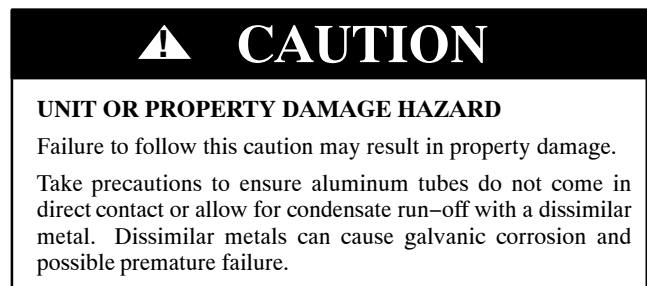 CAUTION
UNIT OR PROPERTY DAMAGE HAZARD
Failure to follow this caution may result in property damage.
Take precautions to ensure aluminum tubes do not come in
direct contact or allow for condensate run−off with a dissimilar
metal. Dissimilar metals can cause galvanic corrosion and
possible premature failure.